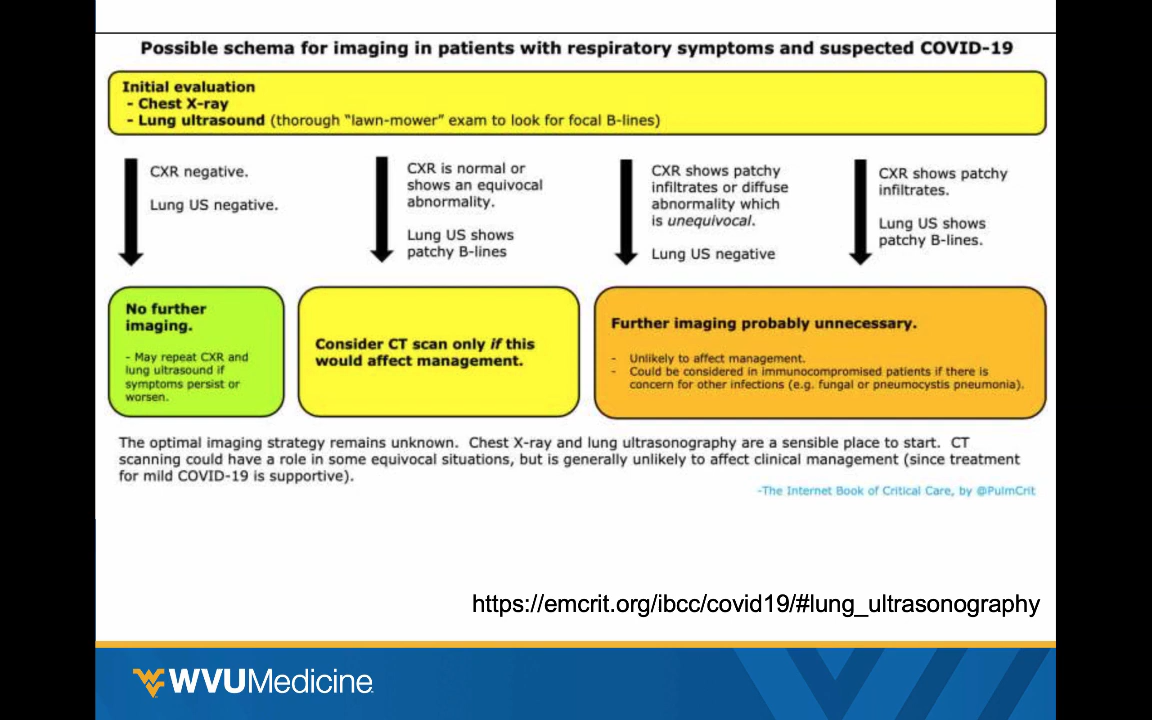 Possible schema for imaging in patients with respiratory symptoms and suspected COVID-19
Initial evaluation
- Chest X-ray
- Lung ultrasound (thorough "lawn-mower" exam to look for focal B-lines)
CXR negative.
Lung US negative.
CXR is normal or
shows an equivocal
abnormality.
Lung US shows
patchy B-lines
CXR shows patchy
infiltrates or diffuse
abnormality which
is unequivocal.
Lung US negative
CXR shows patchy
infiltrates.
Lung US shows
patchy B-lines.
No further
imaging.
- May repeat CXR and
lung ultrasound if
symptoms persist or
worsen.
Consider CT scan only if this
would affect management.
Further imaging probably unnecessary.
- Unlikely to affect management.
- Could be considered in immunocompromised patients if there is
concern for other infections (e.g. fungal or pneumocystis pneumonia).
The optimal imaging strategy remains unknown. Chest X-ray and lung ultrasonography are a sensible place to start. CT
scanning could have a role in some equivocal situations, but is generally unlikely to affect clinical management (since treatment
for mild COVID-19 is supportive).
-The Internet Book of Critical Care, by @PulmCrit
https://emcrit.org/ibcc/covid19/#lung_ultrasonography
WVUMedicine